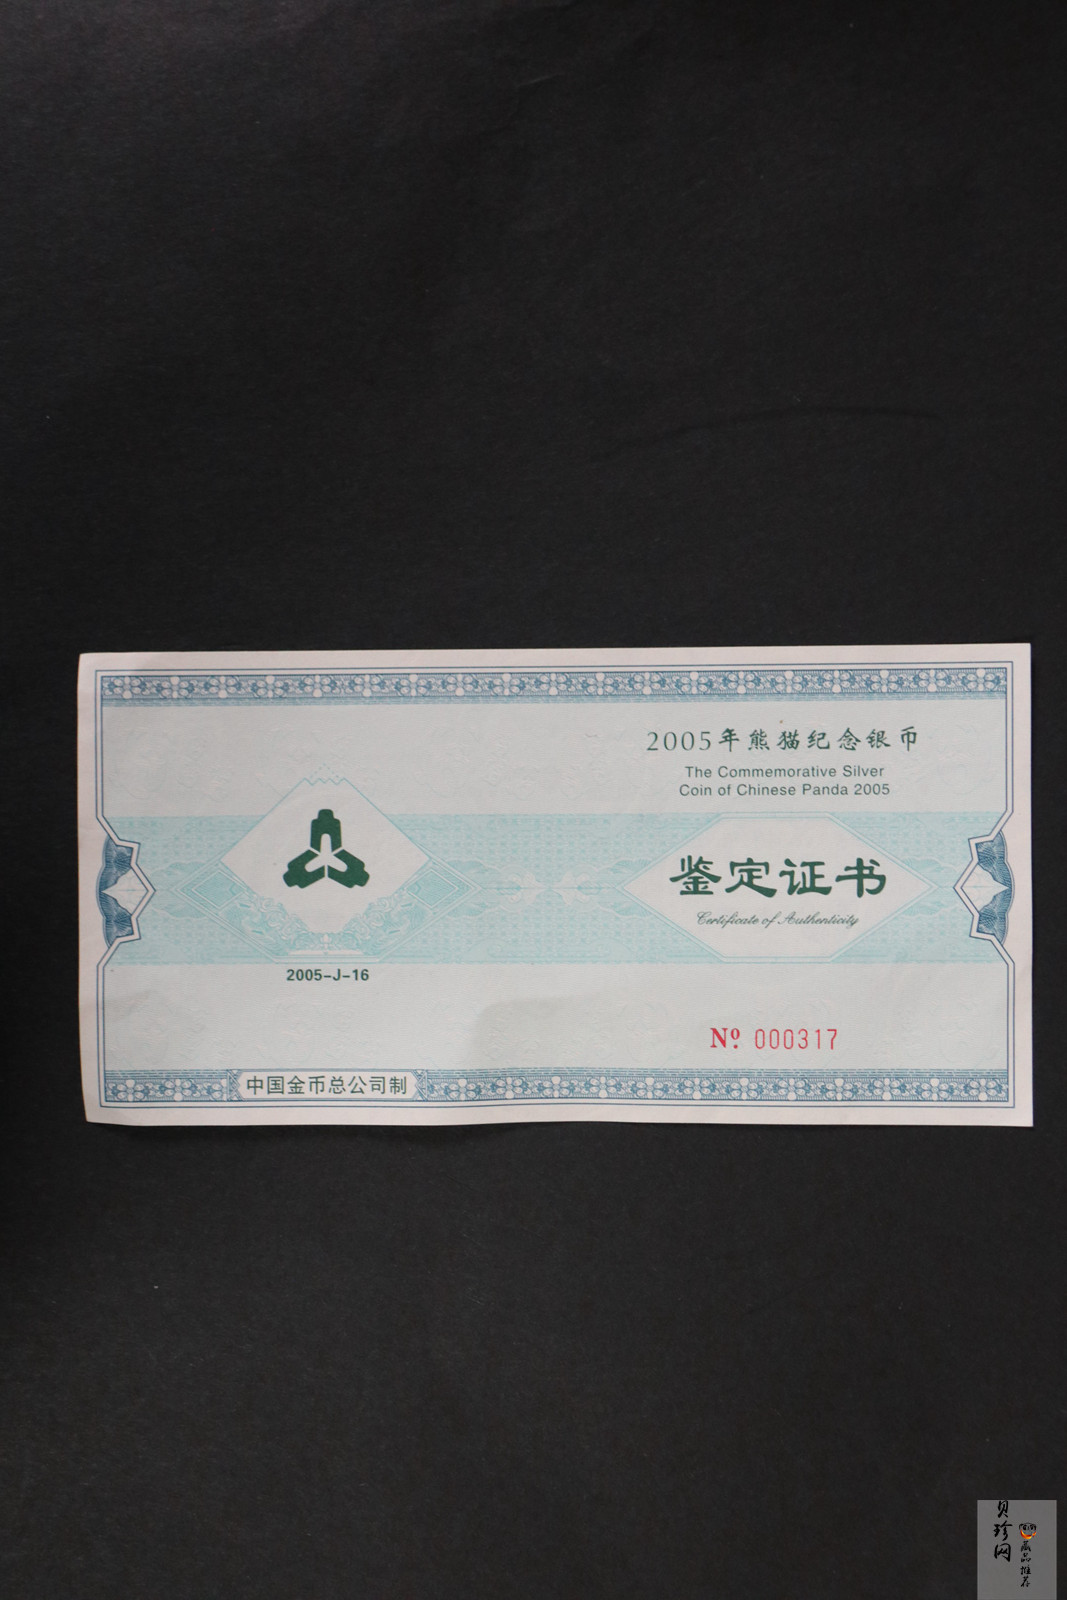 2005年熊猫纪念银币
The Commemorative Silver
Coin of Chinese Panda 2005
鉴定证书
Certificate of Authenticity
2005-J-16
Nº 000317
中国金币总公司制
贝珍网
藏品推荐